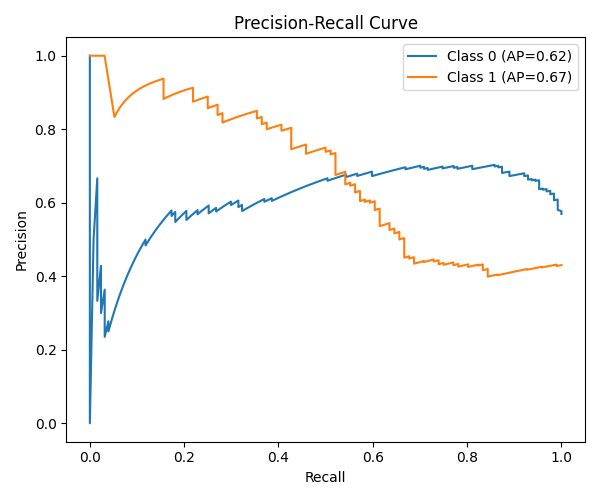 Precision-Recall Curve
Class 0 (AP=0.62)
Class 1 (AP=0.67)
1.0
0.8
0.6
0.4
0.2
0.0
Precision
0.0 0.2 0.4 0.6 0.8 1.0
Recall